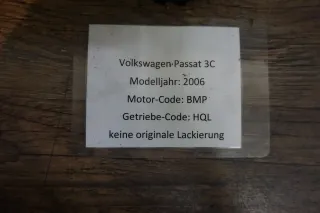 Volkswagen-Passat 3C
Modelljahr: 2006
Motor-Code: BMP
Getriebe-Code: HQL
keine originale Lackierung